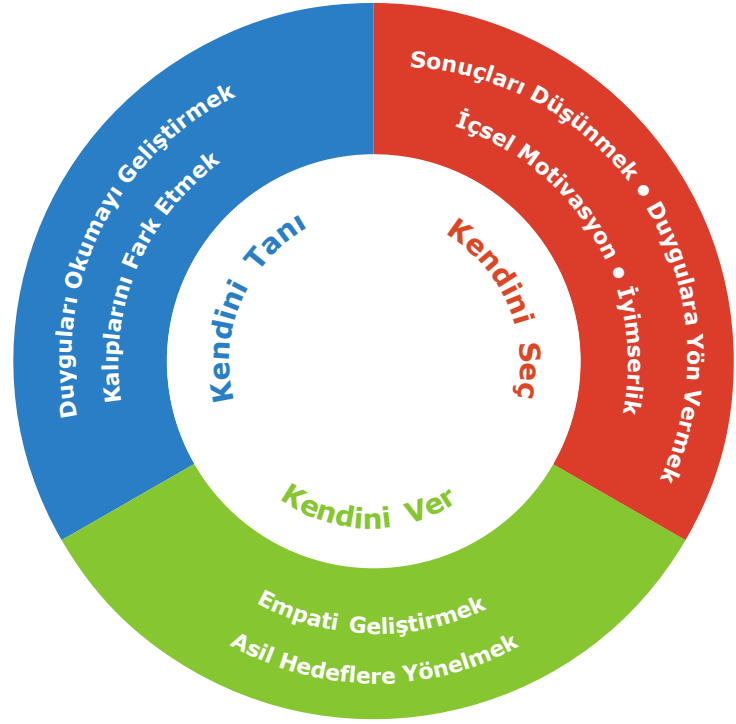 Duyguları Okumayı Geliştirmek
Kalıplarını Fark Etmek
Kendini Tanı
Sonuçları Düşünmek • Duygulara Yön Vermek
İçsel Motivasyon • İyimserlik
Kendini Seç
Kendini Ver
Empati Geliştirmek
Asil Hedeflere Yönelmek